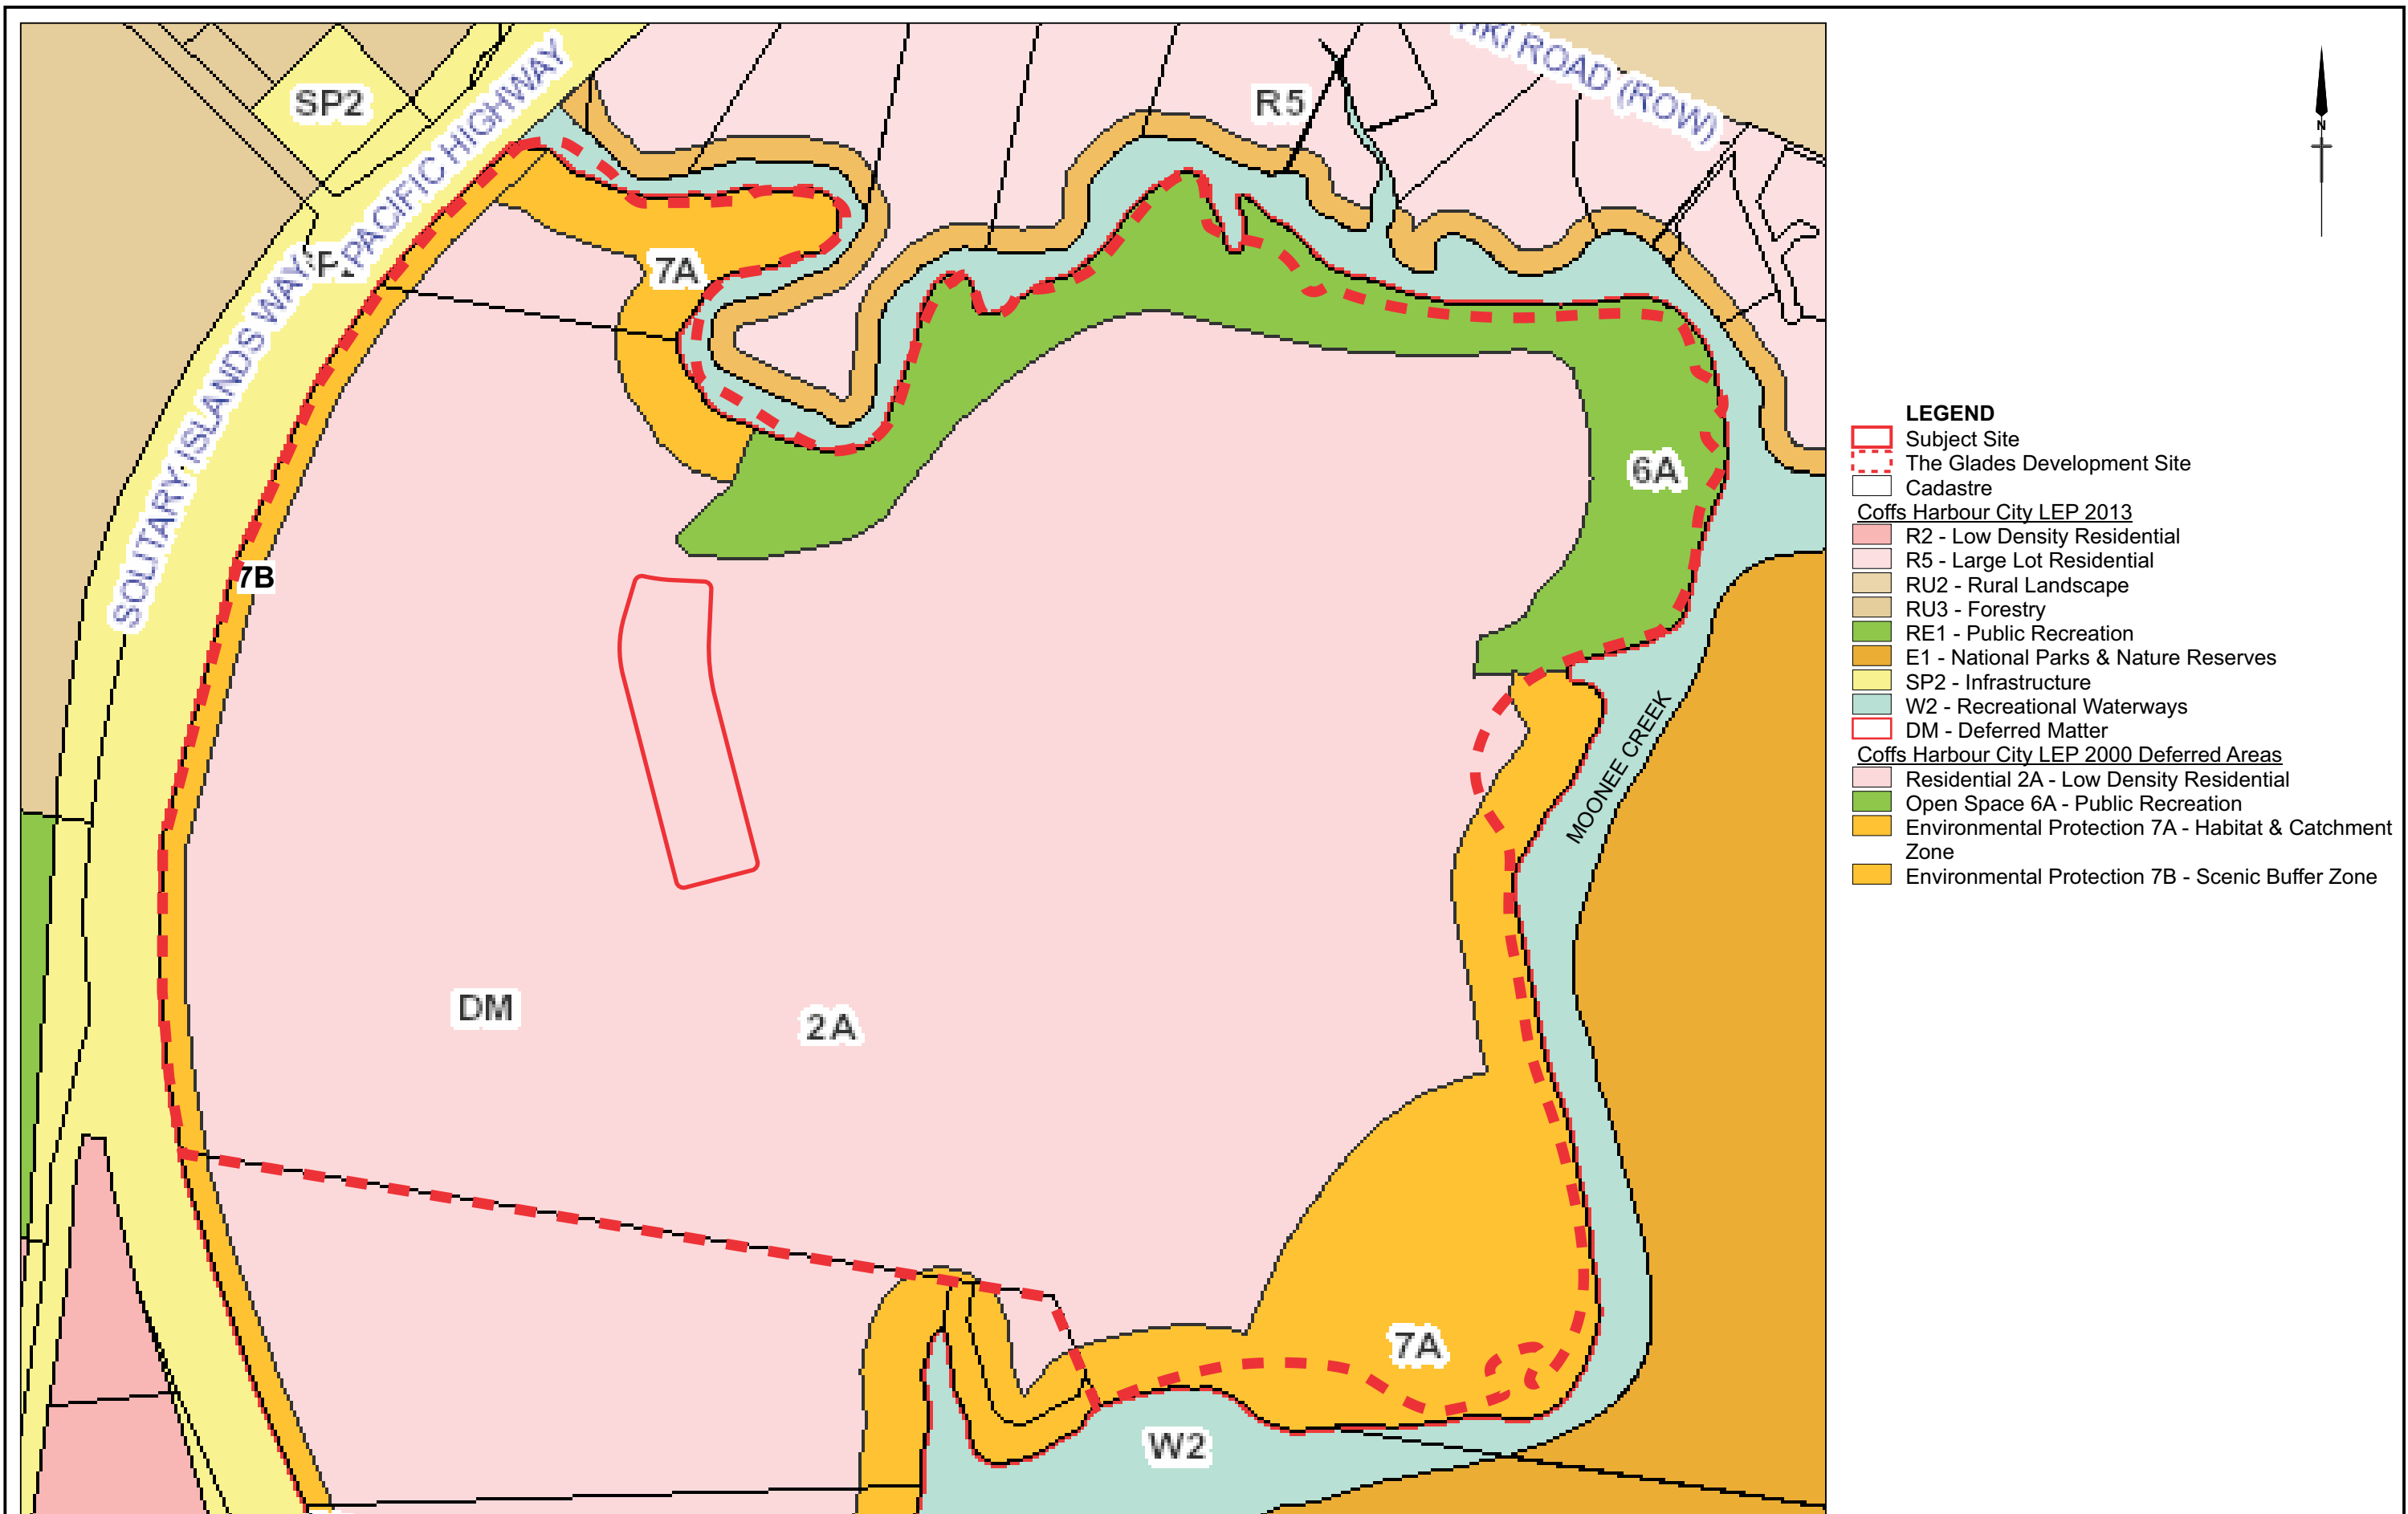 TIKI ROAD (ROW)
PACIFIC HIGHWAY
SP2
R5
N
7A
SOLITARY ISLANDS WAY
6A
7B
MOONEE CREEK
DM
2A
7A
W2
LEGEND
Subject Site
The Glades Development Site
Cadastre
Coffs Harbour City LEP 2013
R2 - Low Density Residential
R5 - Large Lot Residential
RU2 - Rural Landscape
RU3 - Forestry
RE1 - Public Recreation
E1 - National Parks & Nature Reserves
SP2 - Infrastructure
W2 - Recreational Waterways
DM - Deferred Matter
Coffs Harbour City LEP 2000 Deferred Areas
Residential 2A - Low Density Residential
Open Space 6A - Public Recreation
Environmental Protection 7A - Habitat & Catchment
Zone
Environmental Protection 7B - Scenic Buffer Zone